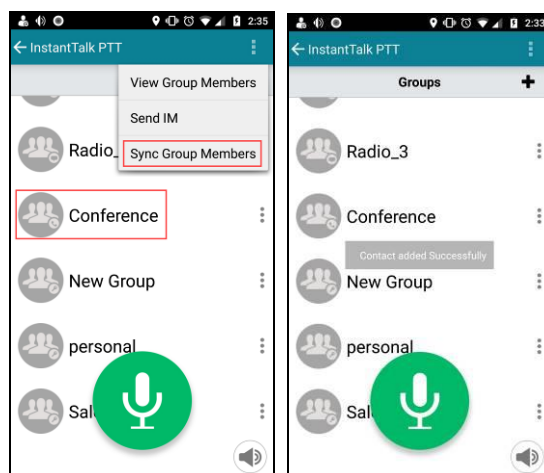 2:35
InstantTalk PTT
View Group Members
Send IM
Radio_
Sync Group Members
Conference
New Group
personal
Sal
2:33
InstantTalk PTT
Groups +
Radio_3
Conference
Contact added Successfully
New Group
personal
Sal